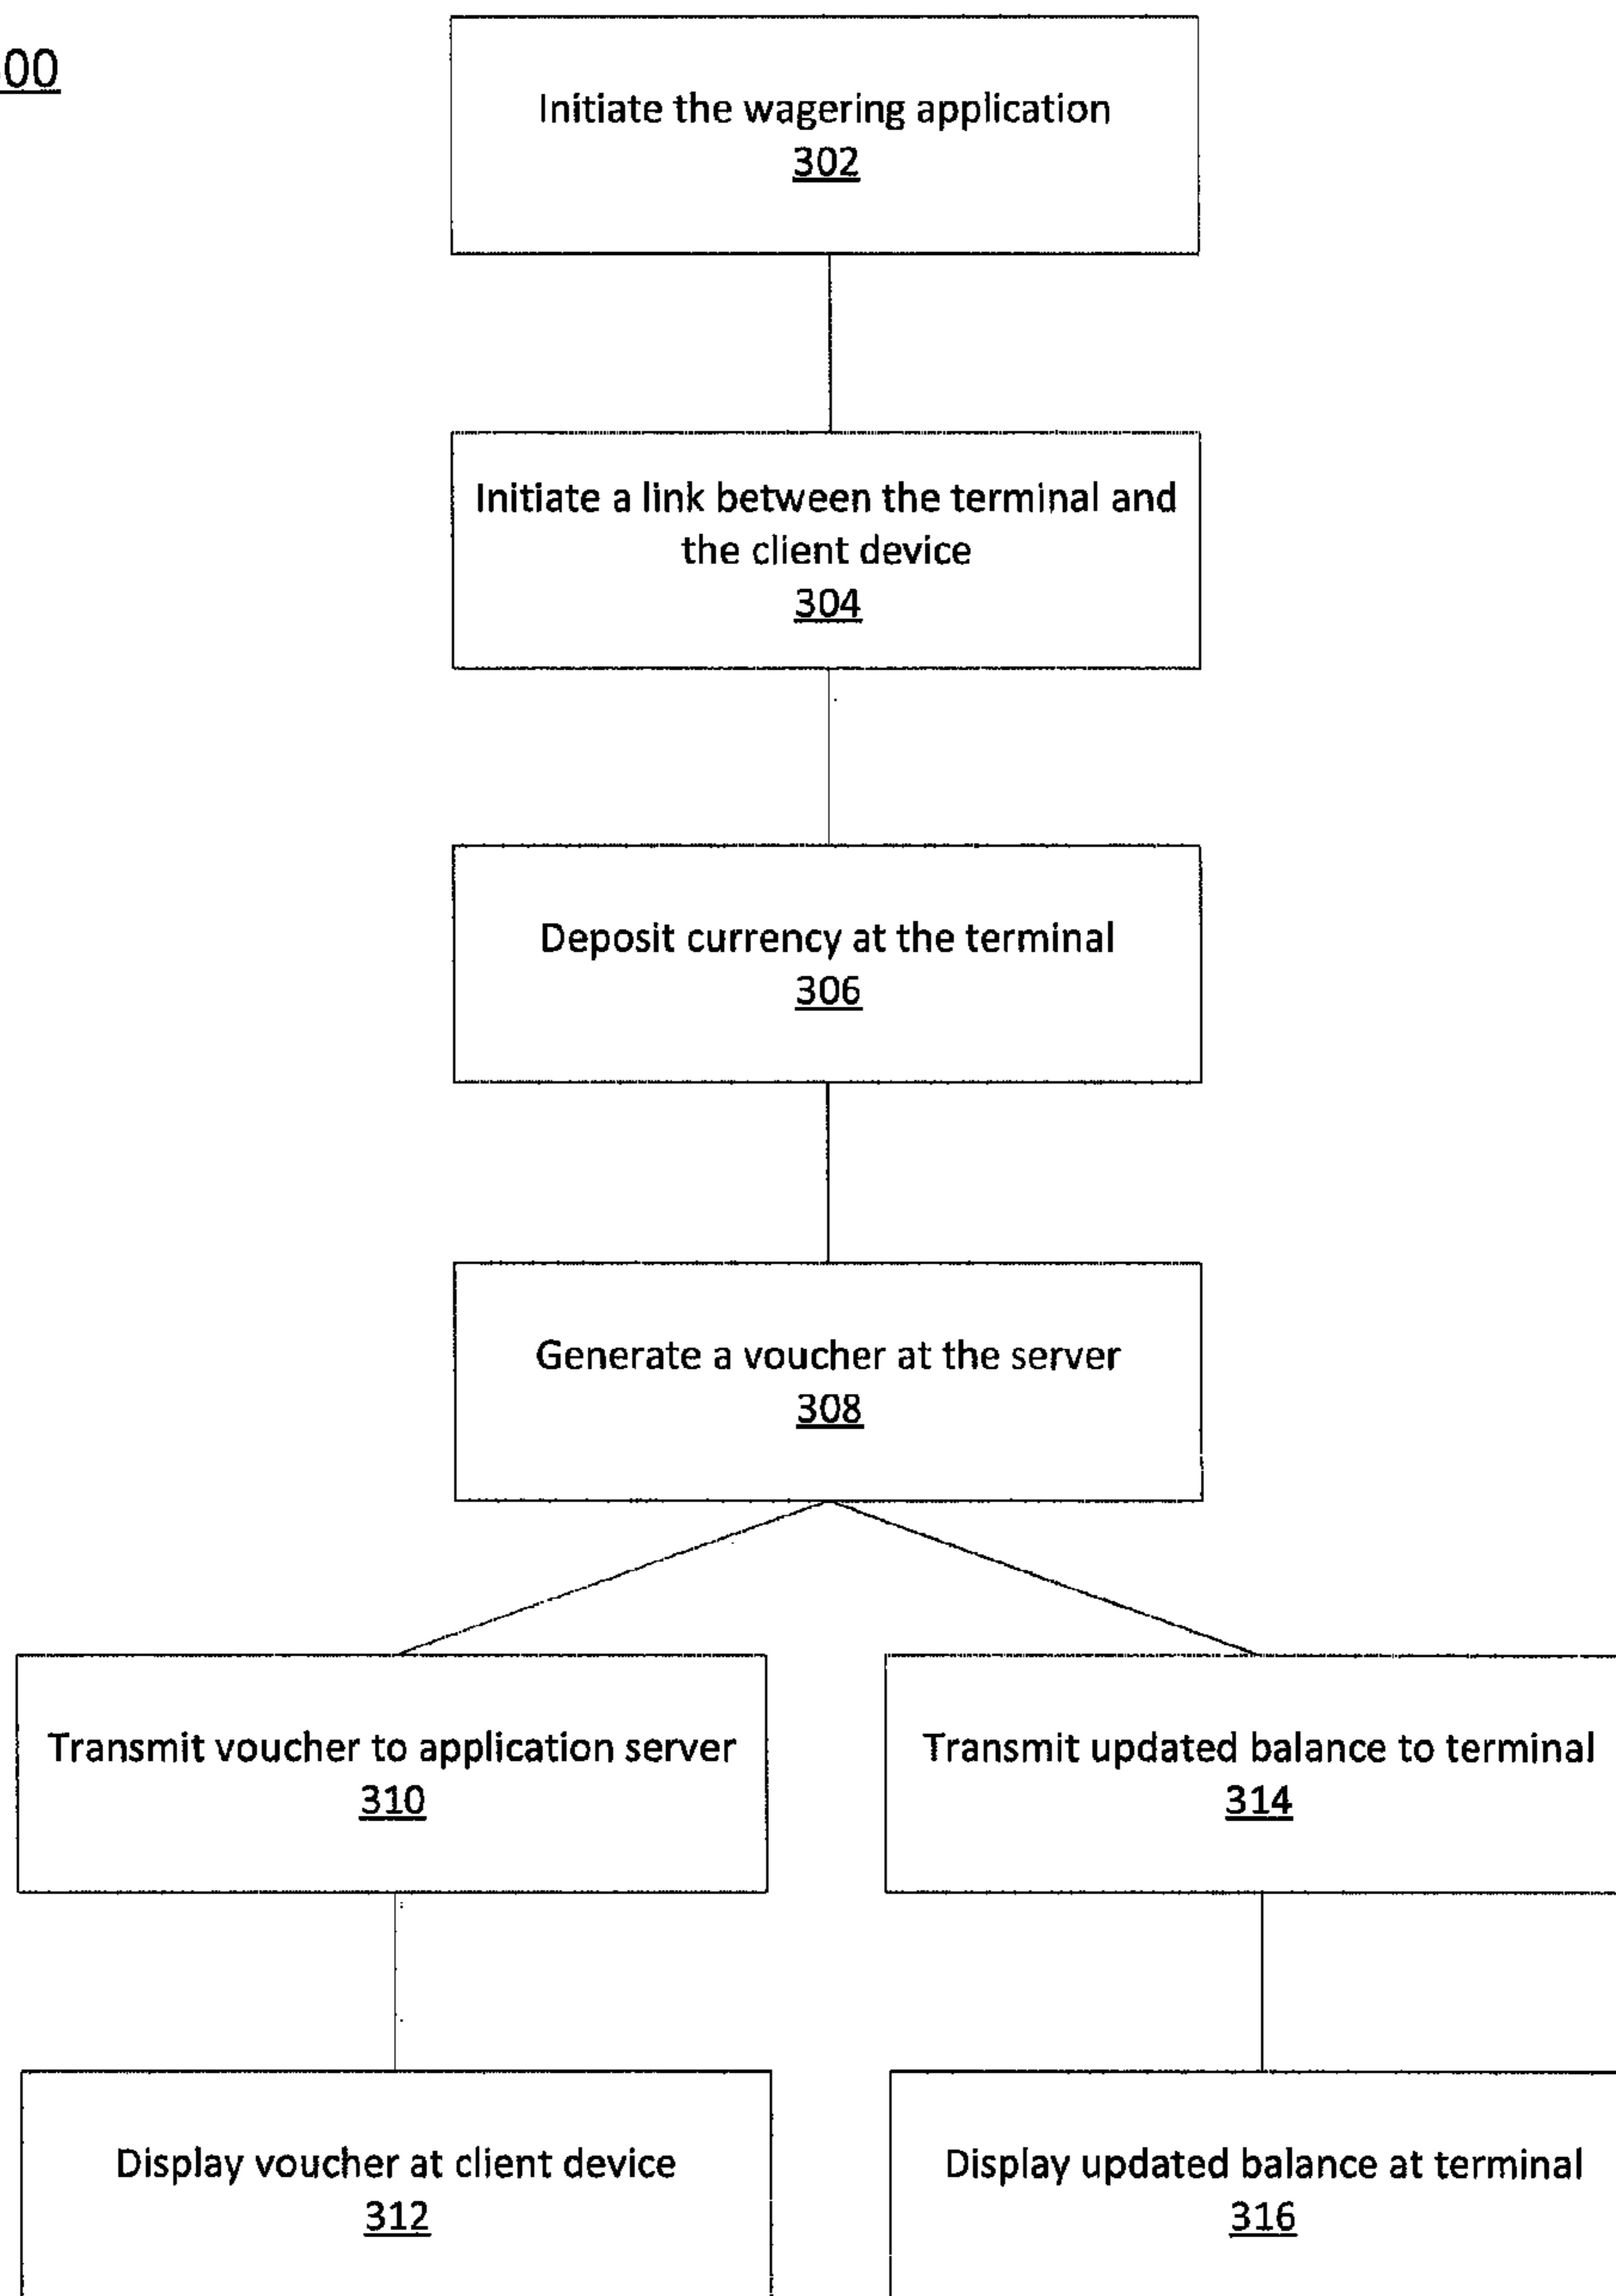 00
Initiate the wagering application
302
Initiate a link between the terminal and
the client device
304
Deposit currency at the terminal
306
Generate a voucher at the server
308
Transmit voucher to application server
310
Transmit updated balance to terminal
314
Display voucher at client device
312
Display updated balance at terminal
316